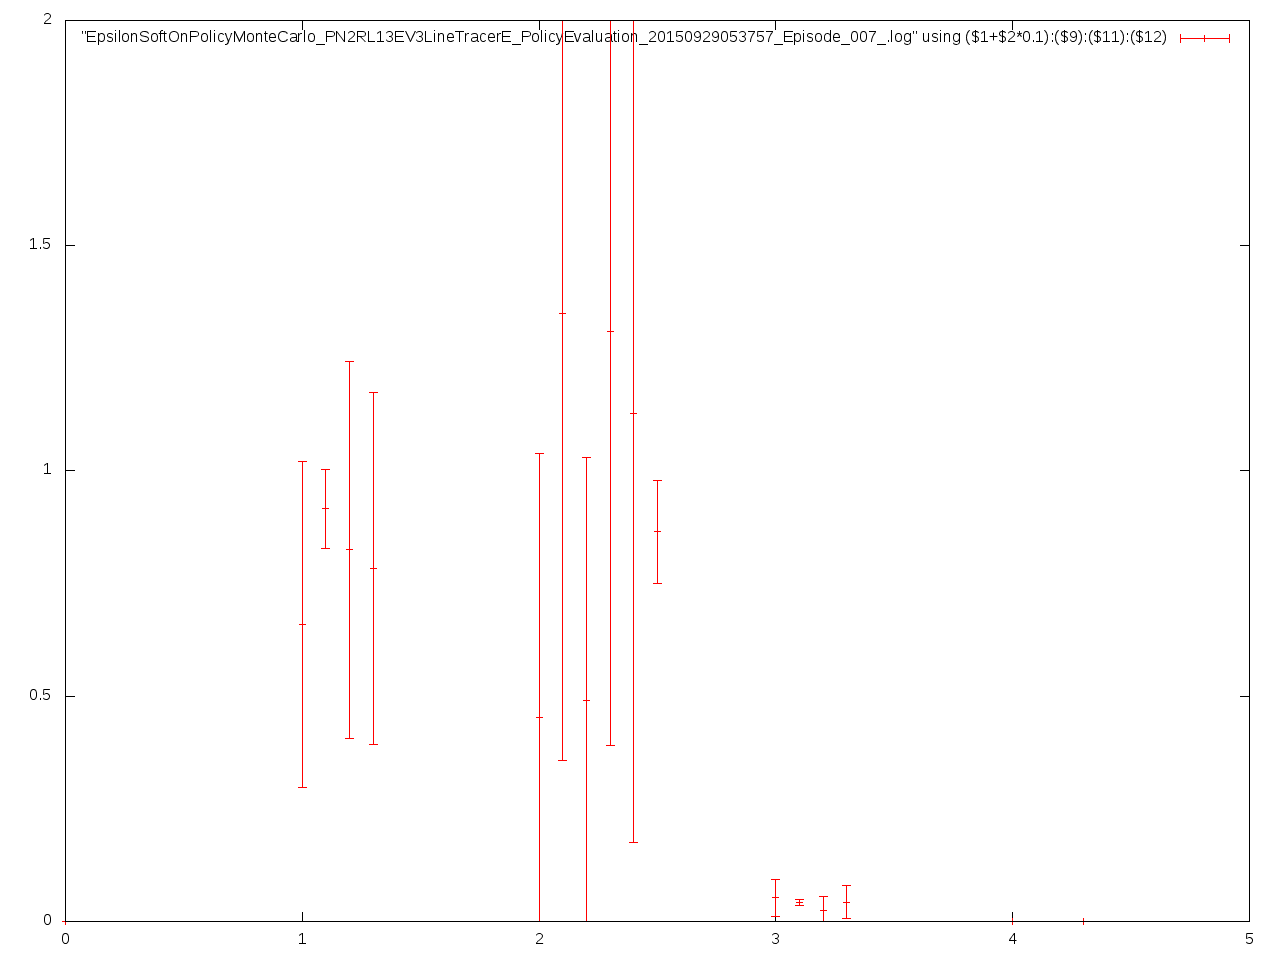 2
"EpsilonSoftOnPolicyMonteCarlo_PN2RL13EV3LineTracerE_PolicyEvaluation_20150929053757_Episode_007_.log" using ($1+$2*0.1):($9):($11):($12)
1.5
1
0.5
0
0 1 2 3 4 5